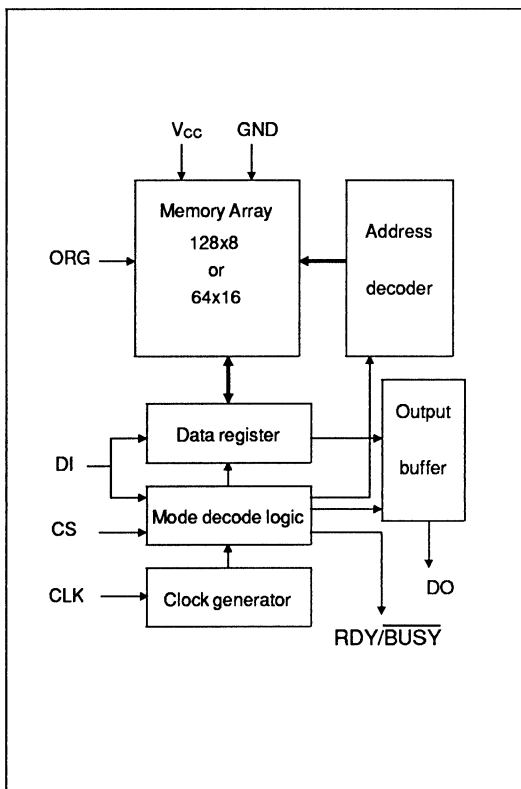 Vcc GND
Memory Array
128x8
or
64x16
ORG
Address
decoder
Data register
Output
buffer
DI
Mode decode logic
CS
CLK
Clock generator
DO
RDY/BUSY